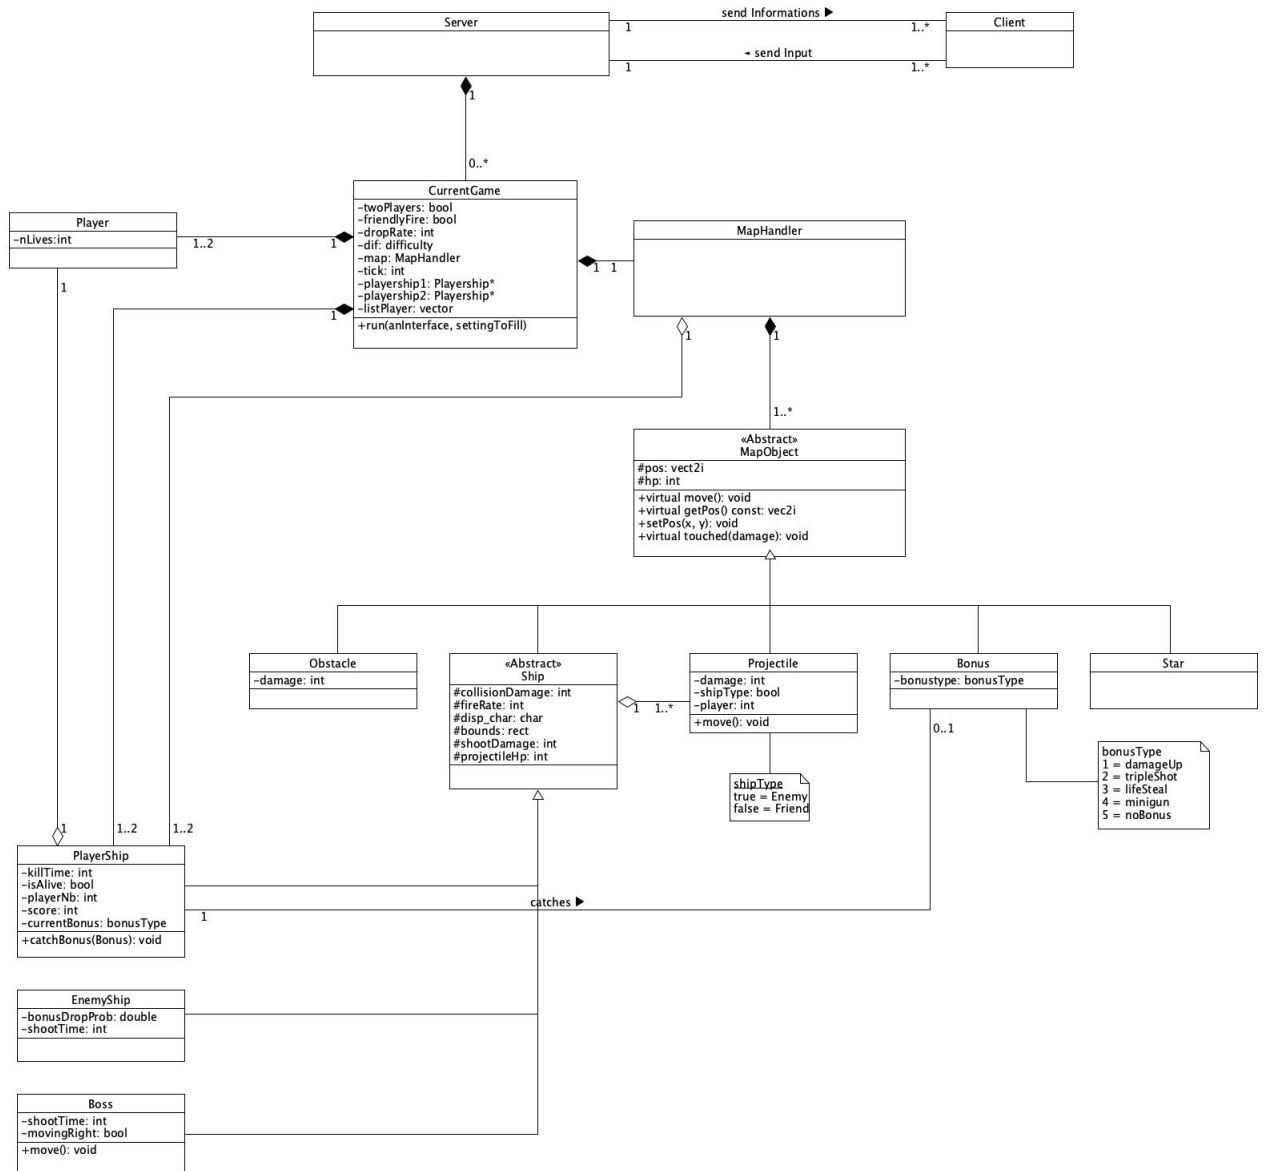 Server
send Informations ▶
1
1..*
Client
◄ send Input
1
1..*
1
0..*
CurrentGame
-twoPlayers: bool
-friendlyFire: bool
-dropRate: int
-dif: difficulty
-map: MapHandler
-tick: int
-playership1: Playership*
-playership2: Playership*
-listPlayer: vector
+run(anInterface, settingToFill)
Player
-nLives:int
1..2
1
1
1
1
1
MapHandler
1
1
1
1..*
«Abstract»
MapObject
#pos: vect2i
#hp: int
+virtual move(): void
+virtual getPos() const: vec2i
+setPos(x, y): void
+virtual touched(damage): void
Obstacle
-damage: int
«Abstract»
Ship
#collisionDamage: int
#fireRate: int
#disp_char: char
#bounds: rect
#shootDamage: int
#projectileHp: int
1
1..*
Projectile
-damage: int
-shipType: bool
-player: int
+move(): void
shipType
true = Enemy
false = Friend
Bonus
-bonustype: bonusType
0..1
Star
bonusType
1 = damageUp
2 = tripleShot
3 = lifeSteal
4 = minigun
5 = noBonus
1
1..2
1..2
PlayerShip
-killTime: int
-isAlive: bool
-playerNb: int
-score: int
-currentBonus: bonusType
+catchBonus(Bonus): void
1
catches ▶
EnemyShip
-bonusDropProb: double
-shootTime: int
Boss
-shootTime: int
-movingRight: bool
+move(): void